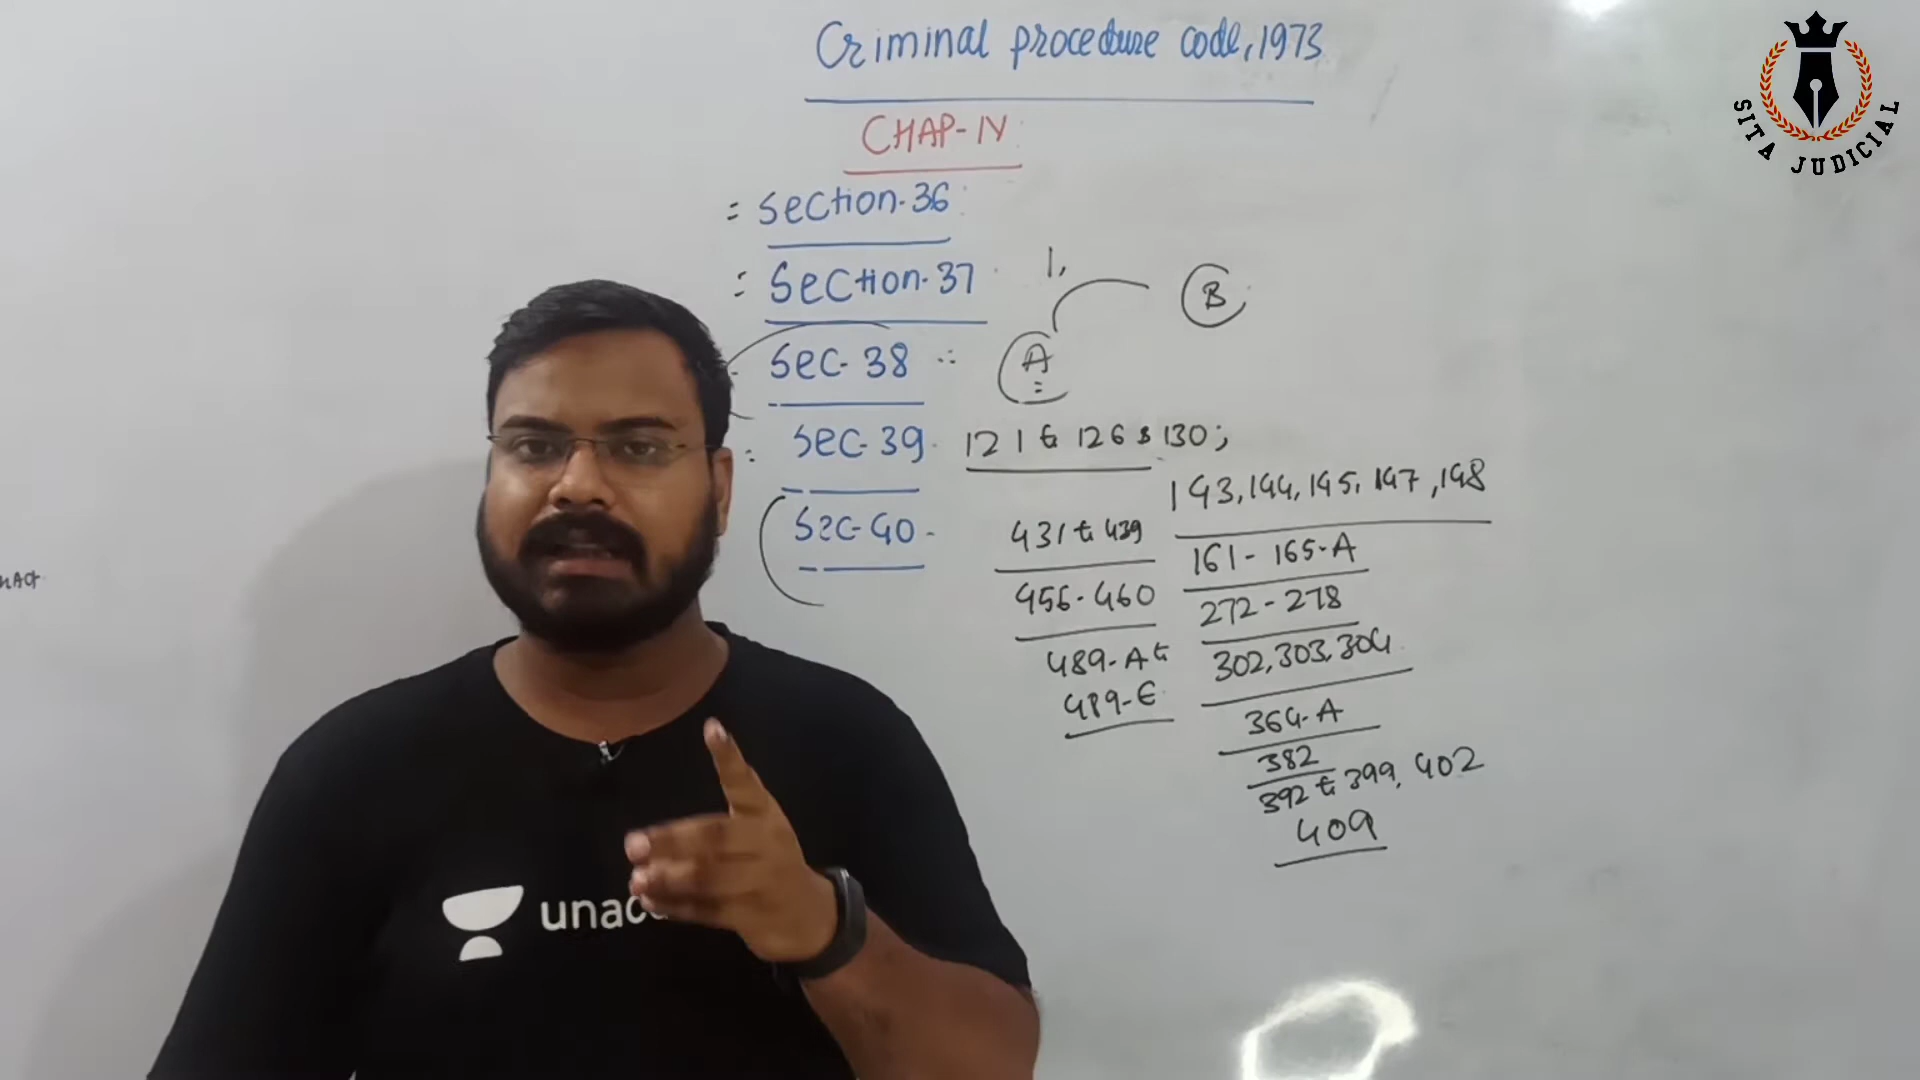 Criminal procedure code, 1973
CHAP-IV
= Section-36
= Section-37
1.
B
Sec-38
A
Sec-39 121 to 126 & 130;
143, 144, 145, 147, 148
Sec-40
431 to 439
161 - 165-A
456-460
272-278
489-A to
489-E
302, 303, 304
364-A
382
392 to 399, 402
409
SITA JUDICIAL